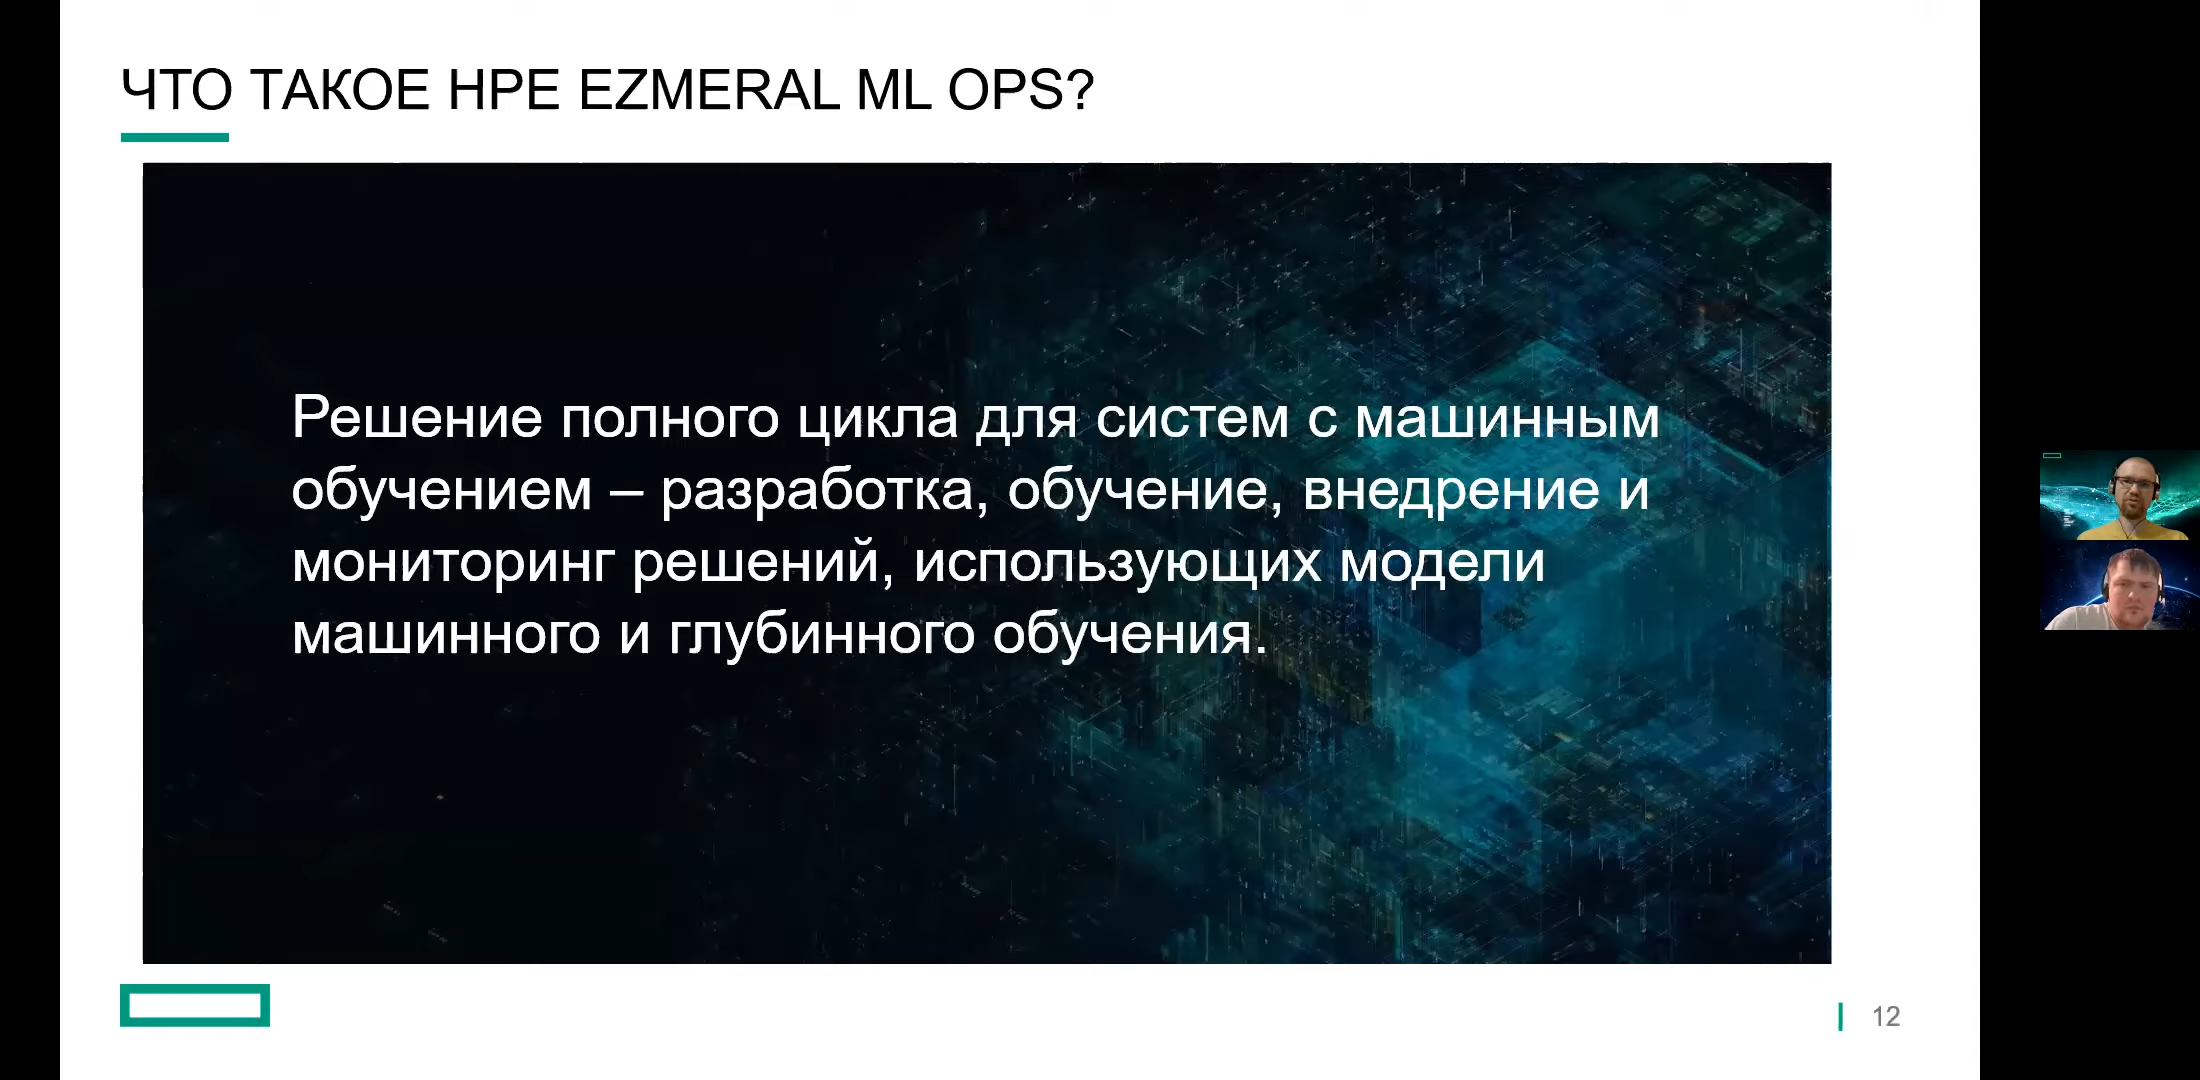 ЧТО ТАКОЕ HPE EZMERAL ML OPS?
Решение полного цикла для систем с машинным
обучением – разработка, обучение, внедрение и
мониторинг решений, использующих модели
машинного и глубинного обучения.
12